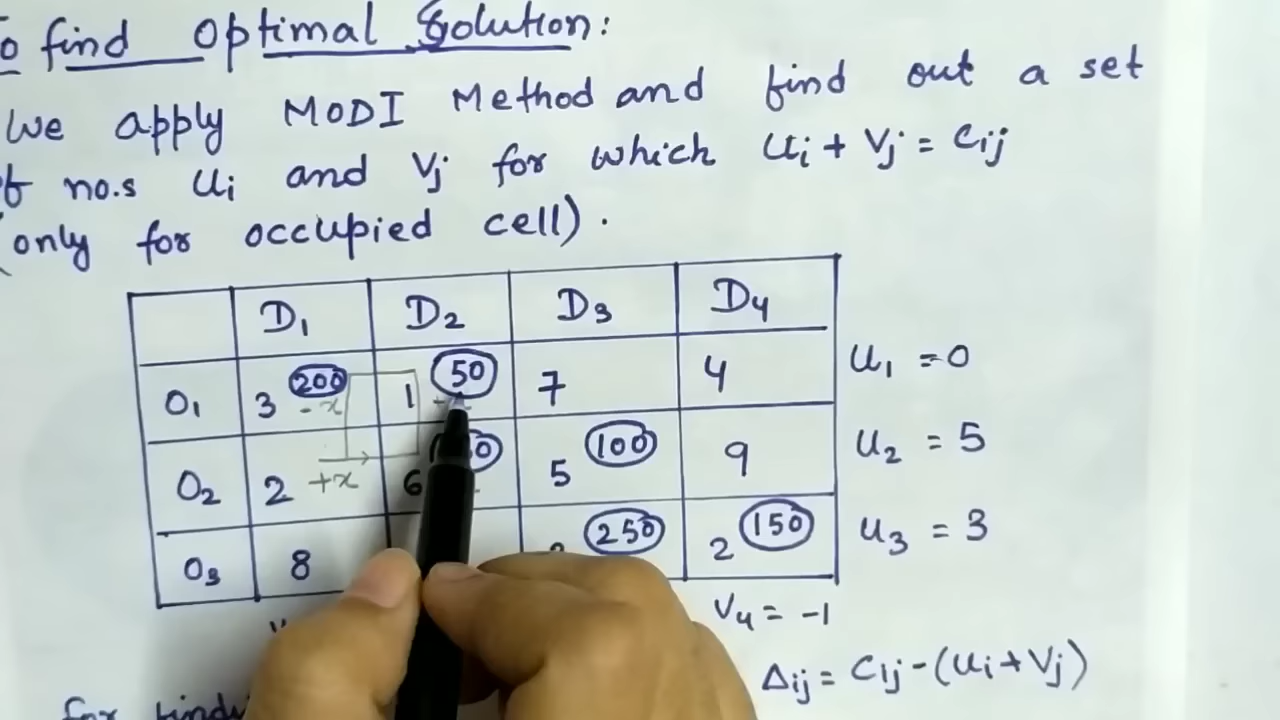 To find Optimal Solution:
We apply MODI Method and find out a set
of no.s Ui and Vj for which Ui + Vj = Cij
(only for occupied cell).
D1 D2 D3 D4
O1 3 200 -x 1 50 7 4 U1 = 0
O2 2 +x 6 5 100 9 U2 = 5
O3 8 250 2 150 U3 = 3
V4 = -1
Δij = Cij - (Ui + Vj)
for